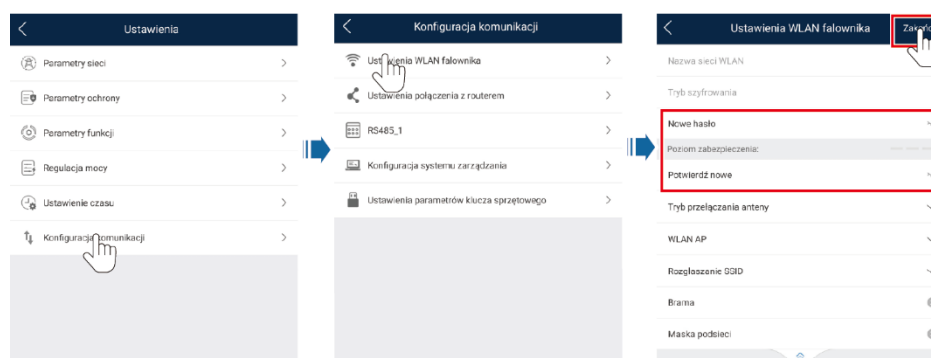 Ustawienia
Parametry sieci
Parametry ochrony
Parametry funkcji
Regulacja mocy
Ustawienie czasu
Konfiguracja komunikacji
Konfiguracja komunikacji
Ustawienia WLAN falownika
Ustawienia połączenia z routerem
RS485_1
Konfiguracja systemu zarządzania
Ustawienia parametrów klucza sprzętowego
Ustawienia WLAN falownika
Nazwa sieci WLAN
Tryb szyfrowania
Nowe hasło
Poziom zabezpieczenia:
Potwierdź nowe
Tryb przełączania anteny
WLAN AP
Rozgłaszanie SSID
Brama
Maska podsieci